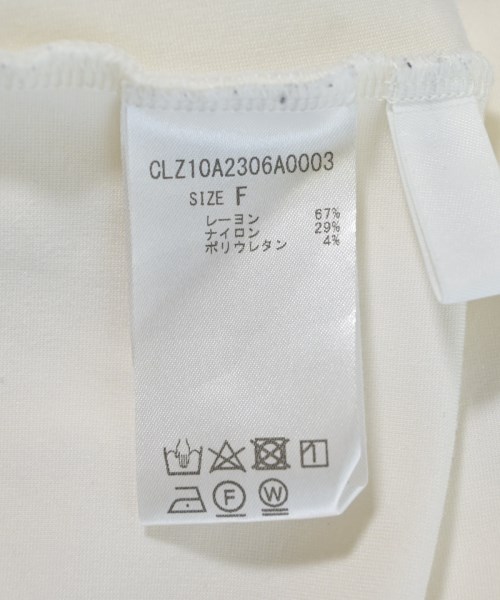 CLZ10A2306A0003
SIZE F
レーヨン 67%
ナイロン 29%
ポリウレタン 4%
F W